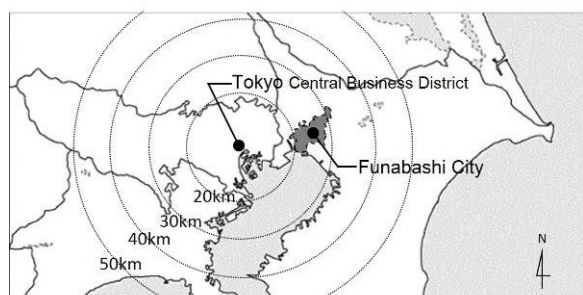 Tokyo Central Business District
Funabashi City
20km
30km
40km
50km
N